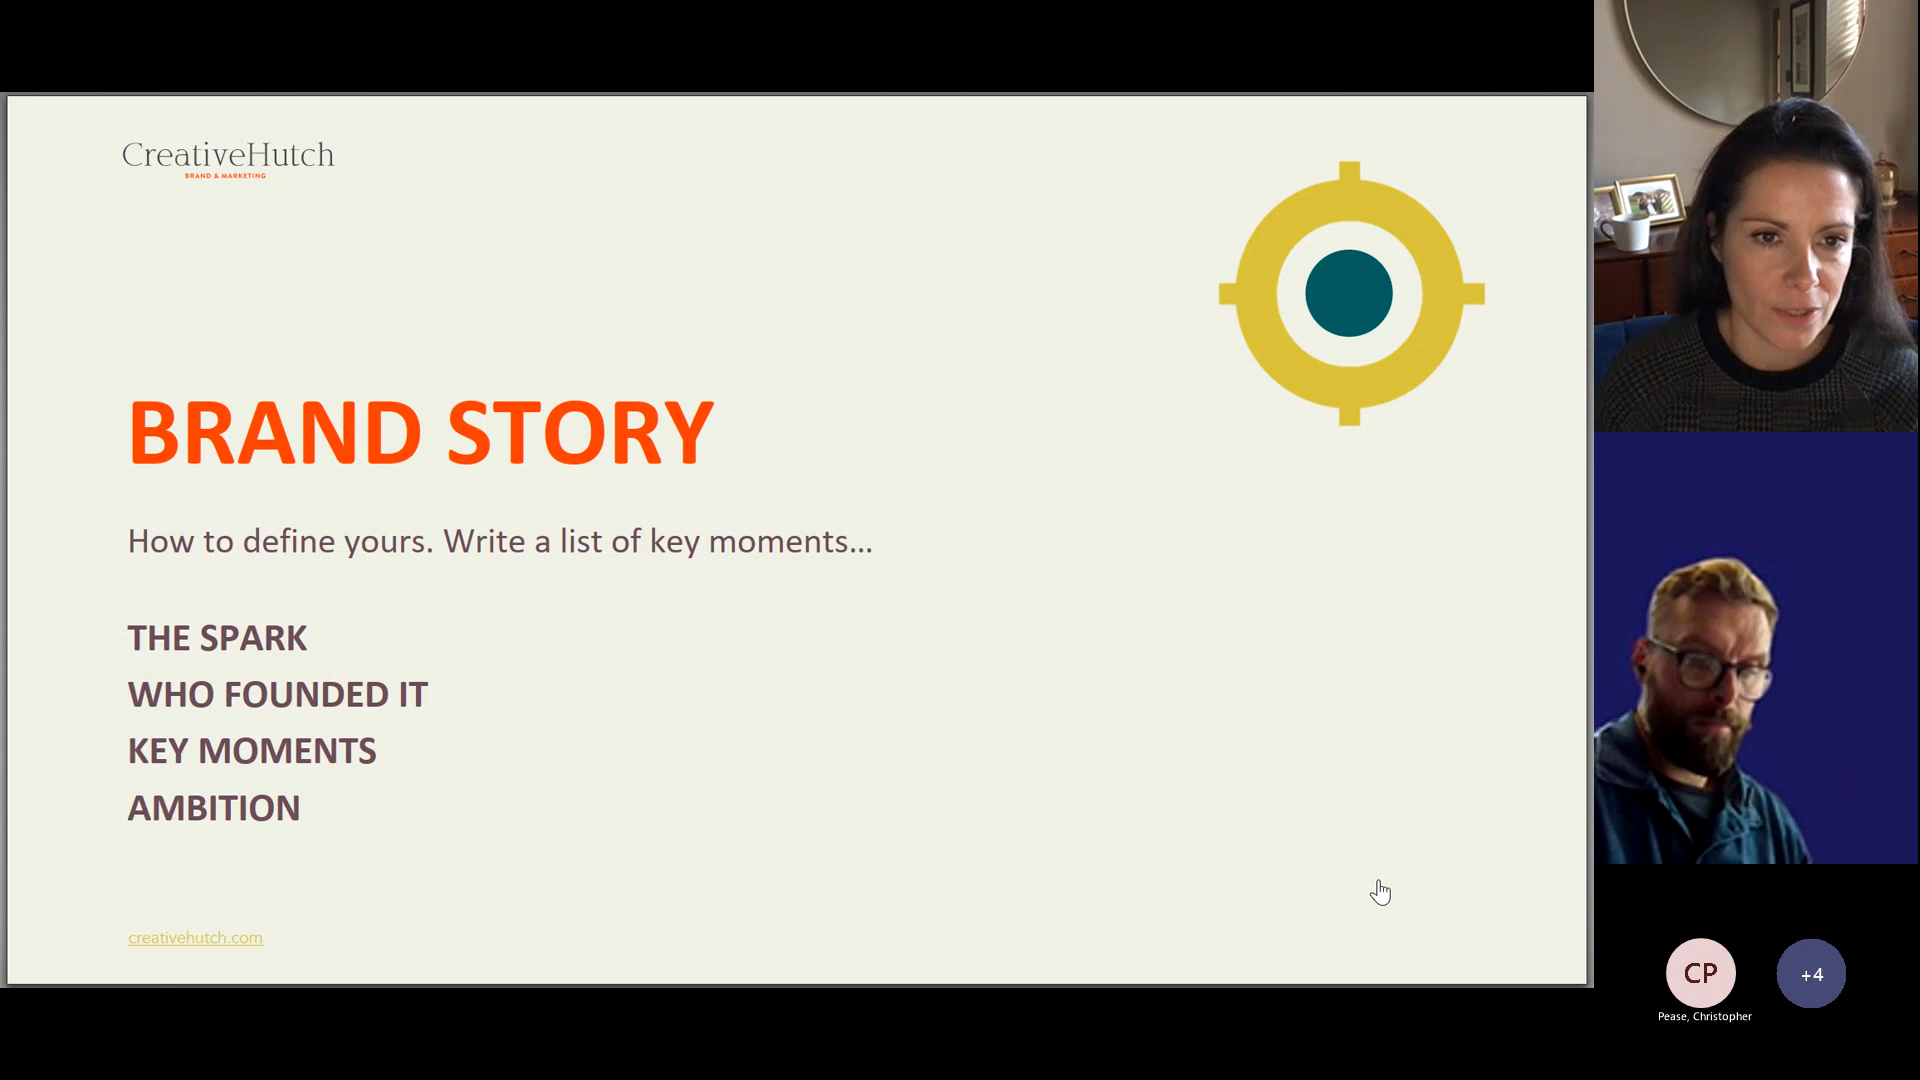 CreativeHutch
BRAND & MARKETING
BRAND STORY
How to define yours. Write a list of key moments...
THE SPARK
WHO FOUNDED IT
KEY MOMENTS
AMBITION
creativehutch.com
CP
+4
Pease, Christopher